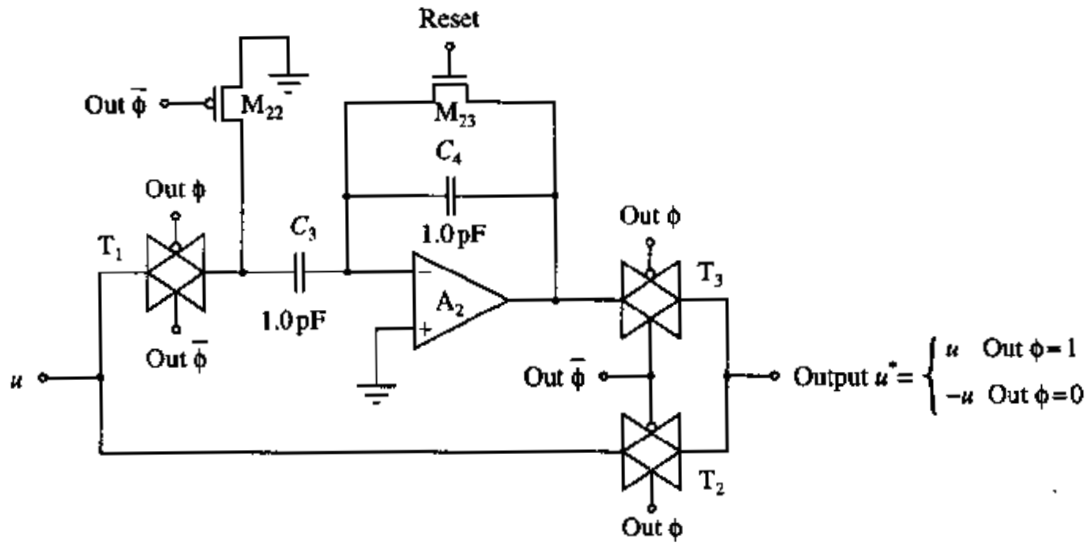 Reset
Out ϕ̄
M₂₂
M₂₃
C₄
1.0 pF
Out ϕ
T₁
C₃
1.0 pF
Out ϕ̄
Out ϕ
T₃
−
A₂
+
u
Out ϕ̄
Output u* = { u Out ϕ = 1
−u Out ϕ = 0
T₂
Out ϕ